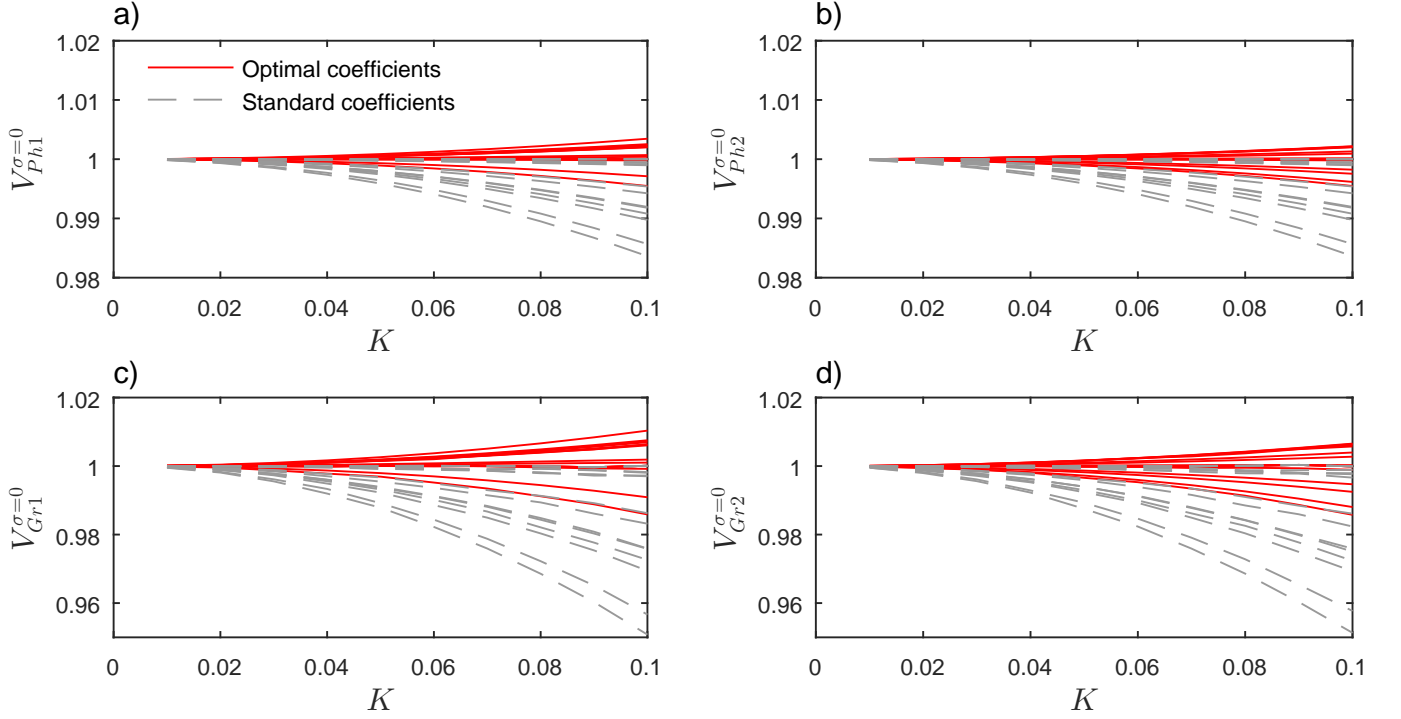 a)
1.02
1.01
1
0.99
0.98
V_{Ph1}^{σ=0}
Optimal coefficients
Standard coefficients
0 0.02 0.04 0.06 0.08 0.1
K
b)
1.02
1.01
1
0.99
0.98
V_{Ph2}^{σ=0}
0 0.02 0.04 0.06 0.08 0.1
K
c)
1.02
1
0.98
0.96
V_{Gr1}^{σ=0}
0 0.02 0.04 0.06 0.08 0.1
K
d)
1.02
1
0.98
0.96
V_{Gr2}^{σ=0}
0 0.02 0.04 0.06 0.08 0.1
K